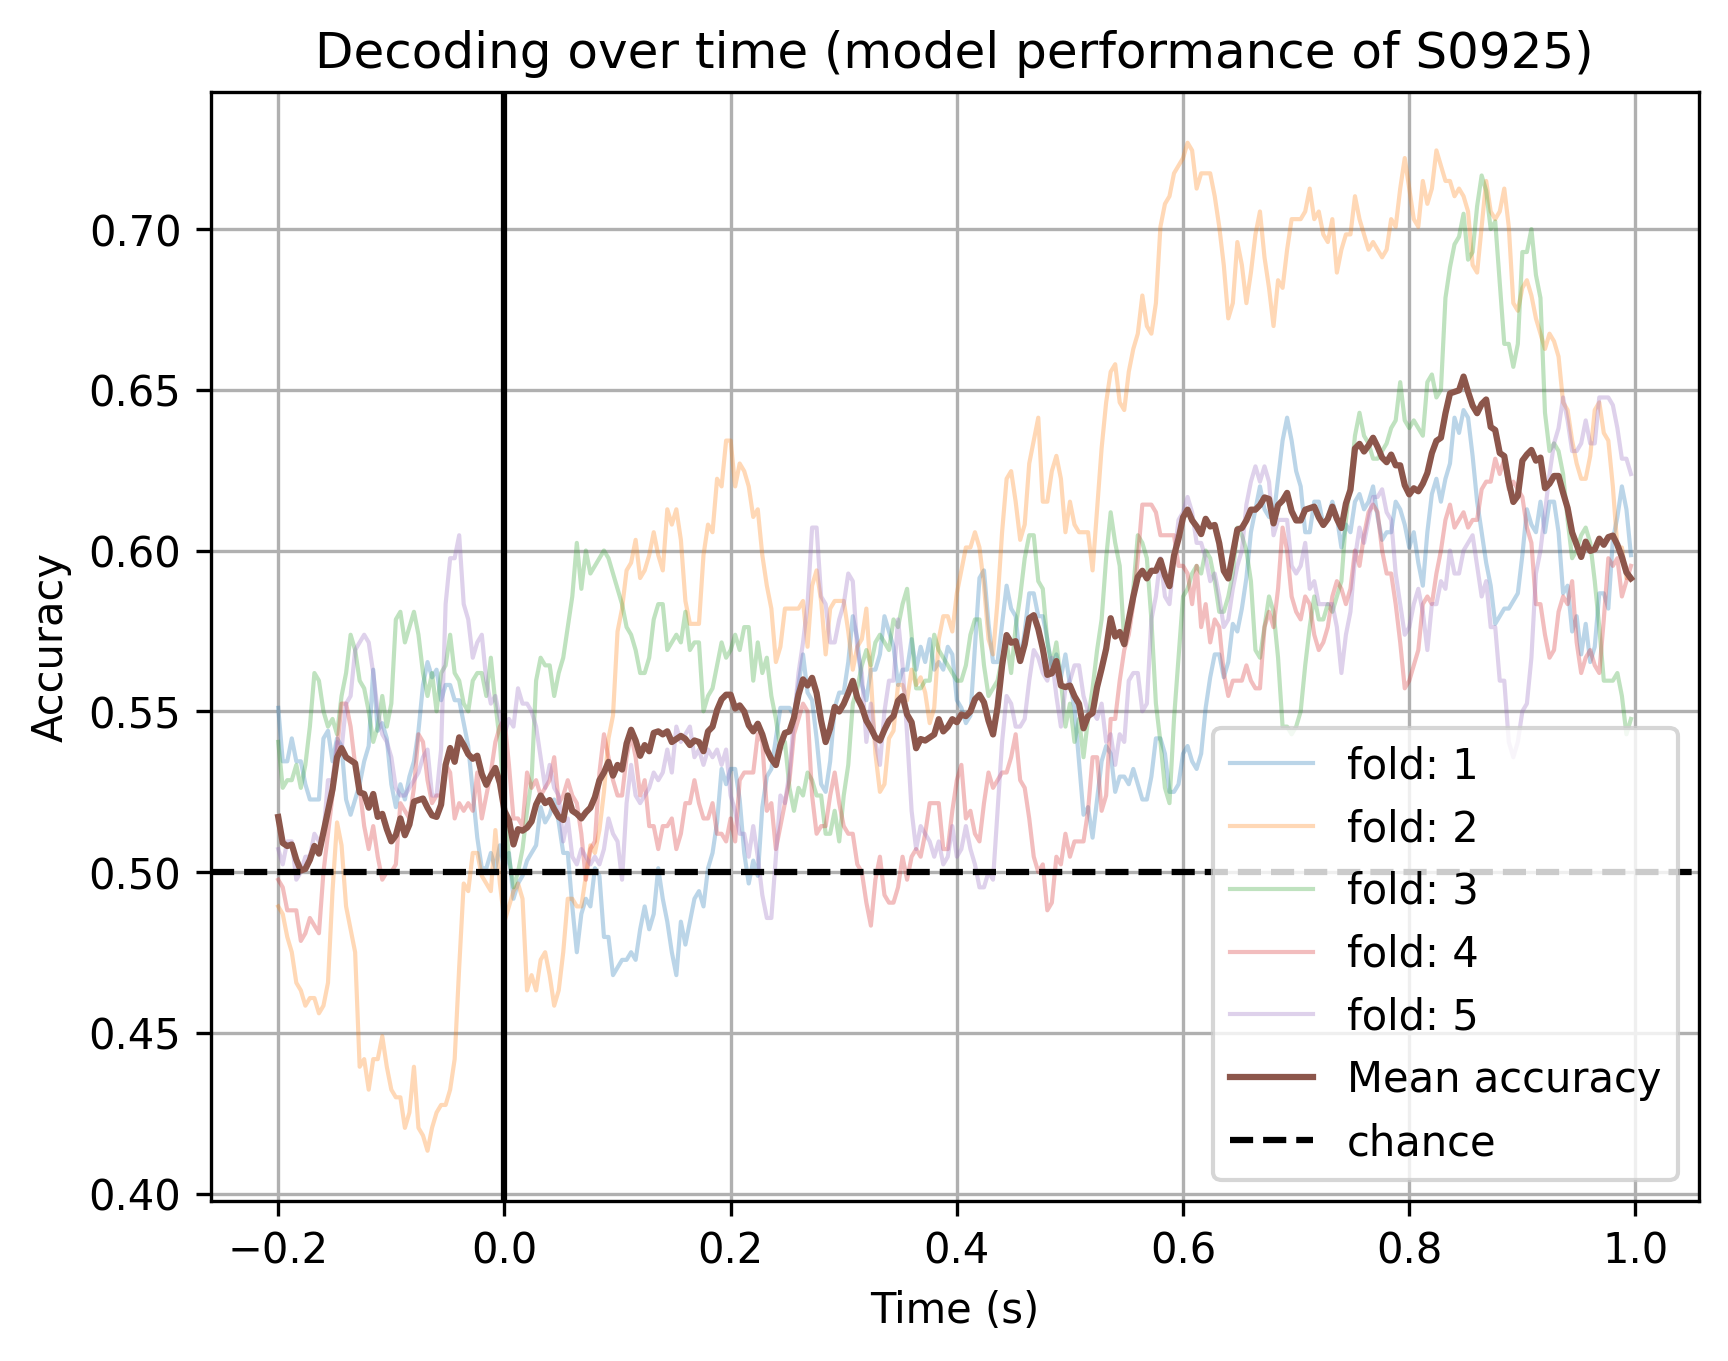 Decoding over time (model performance of S0925)
Accuracy
0.70
0.65
0.60
0.55
0.50
0.45
0.40
fold: 1
fold: 2
fold: 3
fold: 4
fold: 5
Mean accuracy
chance
−0.2 0.0 0.2 0.4 0.6 0.8 1.0
Time (s)